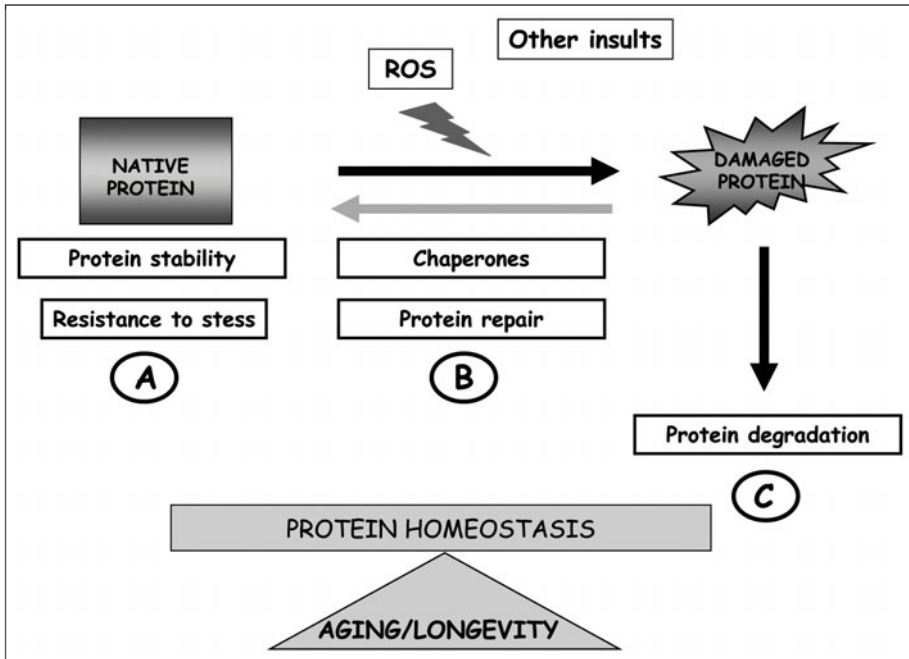 Other insults
ROS
NATIVE
PROTEIN
DAMAGED
PROTEIN
Protein stability
Chaperones
Resistance to stess
Protein repair
A
B
Protein degradation
C
PROTEIN HOMEOSTASIS
AGING/LONGEVITY